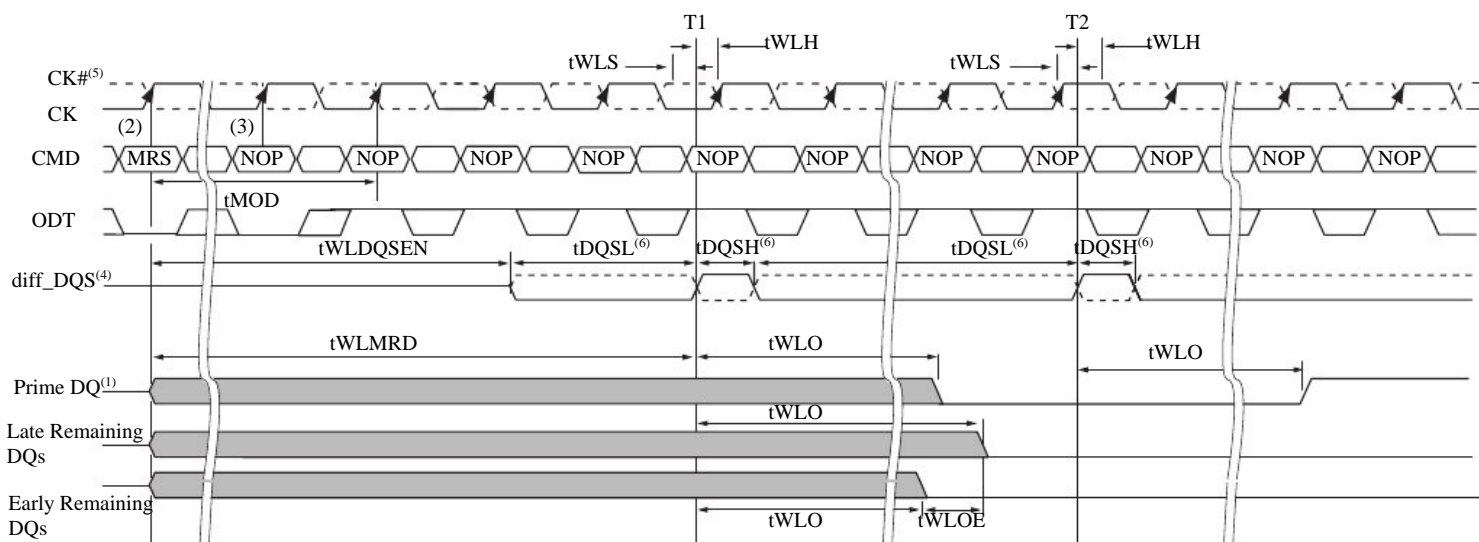 T1 T2
tWLH tWLH
tWLS tWLS
CK#(5)
CK
(2) (3)
CMD MRS NOP NOP NOP NOP NOP NOP NOP NOP NOP NOP NOP
tMOD
ODT
tWLDQSEN tDQSL(6) tDQSH(6) tDQSL(6) tDQSH(6)
diff_DQS(4)
tWLMRD tWLO tWLO
Prime DQ(1)
tWLO
Late Remaining
DQs
Early Remaining
DQs
tWLO tWLOE